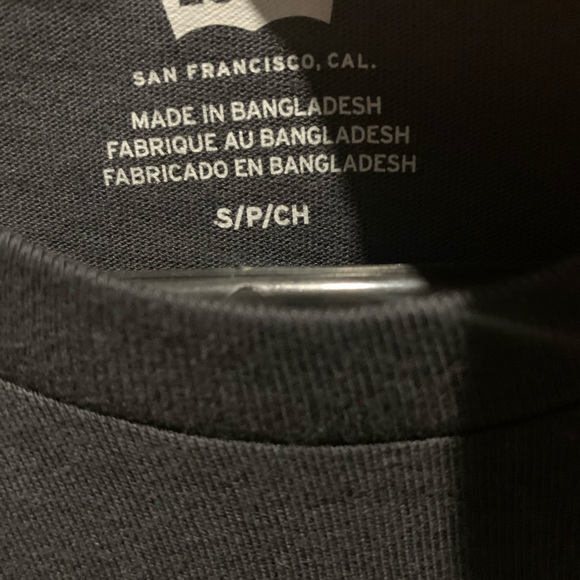 SAN FRANCISCO, CAL.
MADE IN BANGLADESH
FABRIQUE AU BANGLADESH
FABRICADO EN BANGLADESH
S/P/CH